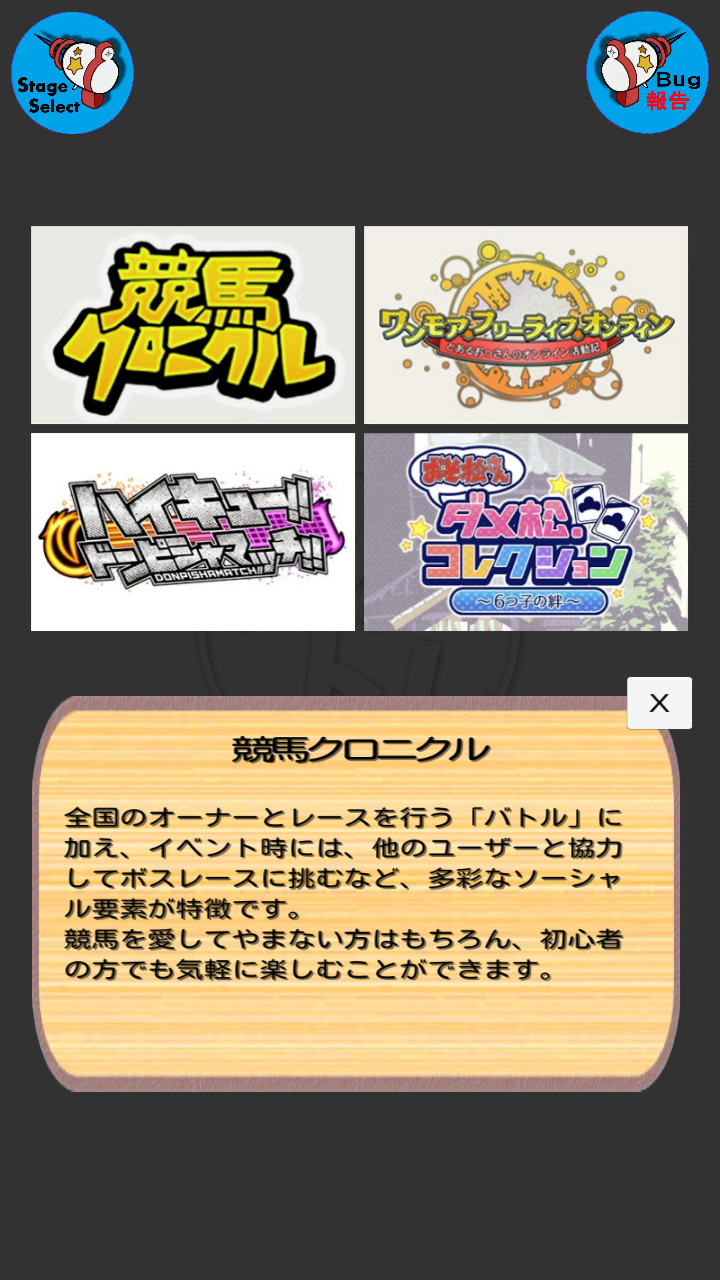 Stage
Select
Bug
報告
競馬
クロニクル
ワンモア・フリーライフ・オンライン
とあるおっさんのオンライン活動記
ハイキュー!!
ドンピシャマッチ!!
DONPISHAMATCH!!
おそ松さん
ダメ松.
コレクション
～6つ子の絆～
X
競馬クロニクル
全国のオーナーとレースを行う「バトル」に
加え、イベント時には、他のユーザーと協力
してボスレースに挑むなど、多彩なソーシャ
ル要素が特徴です。
競馬を愛してやまない方はもちろん、初心者
の方でも気軽に楽しむことができます。